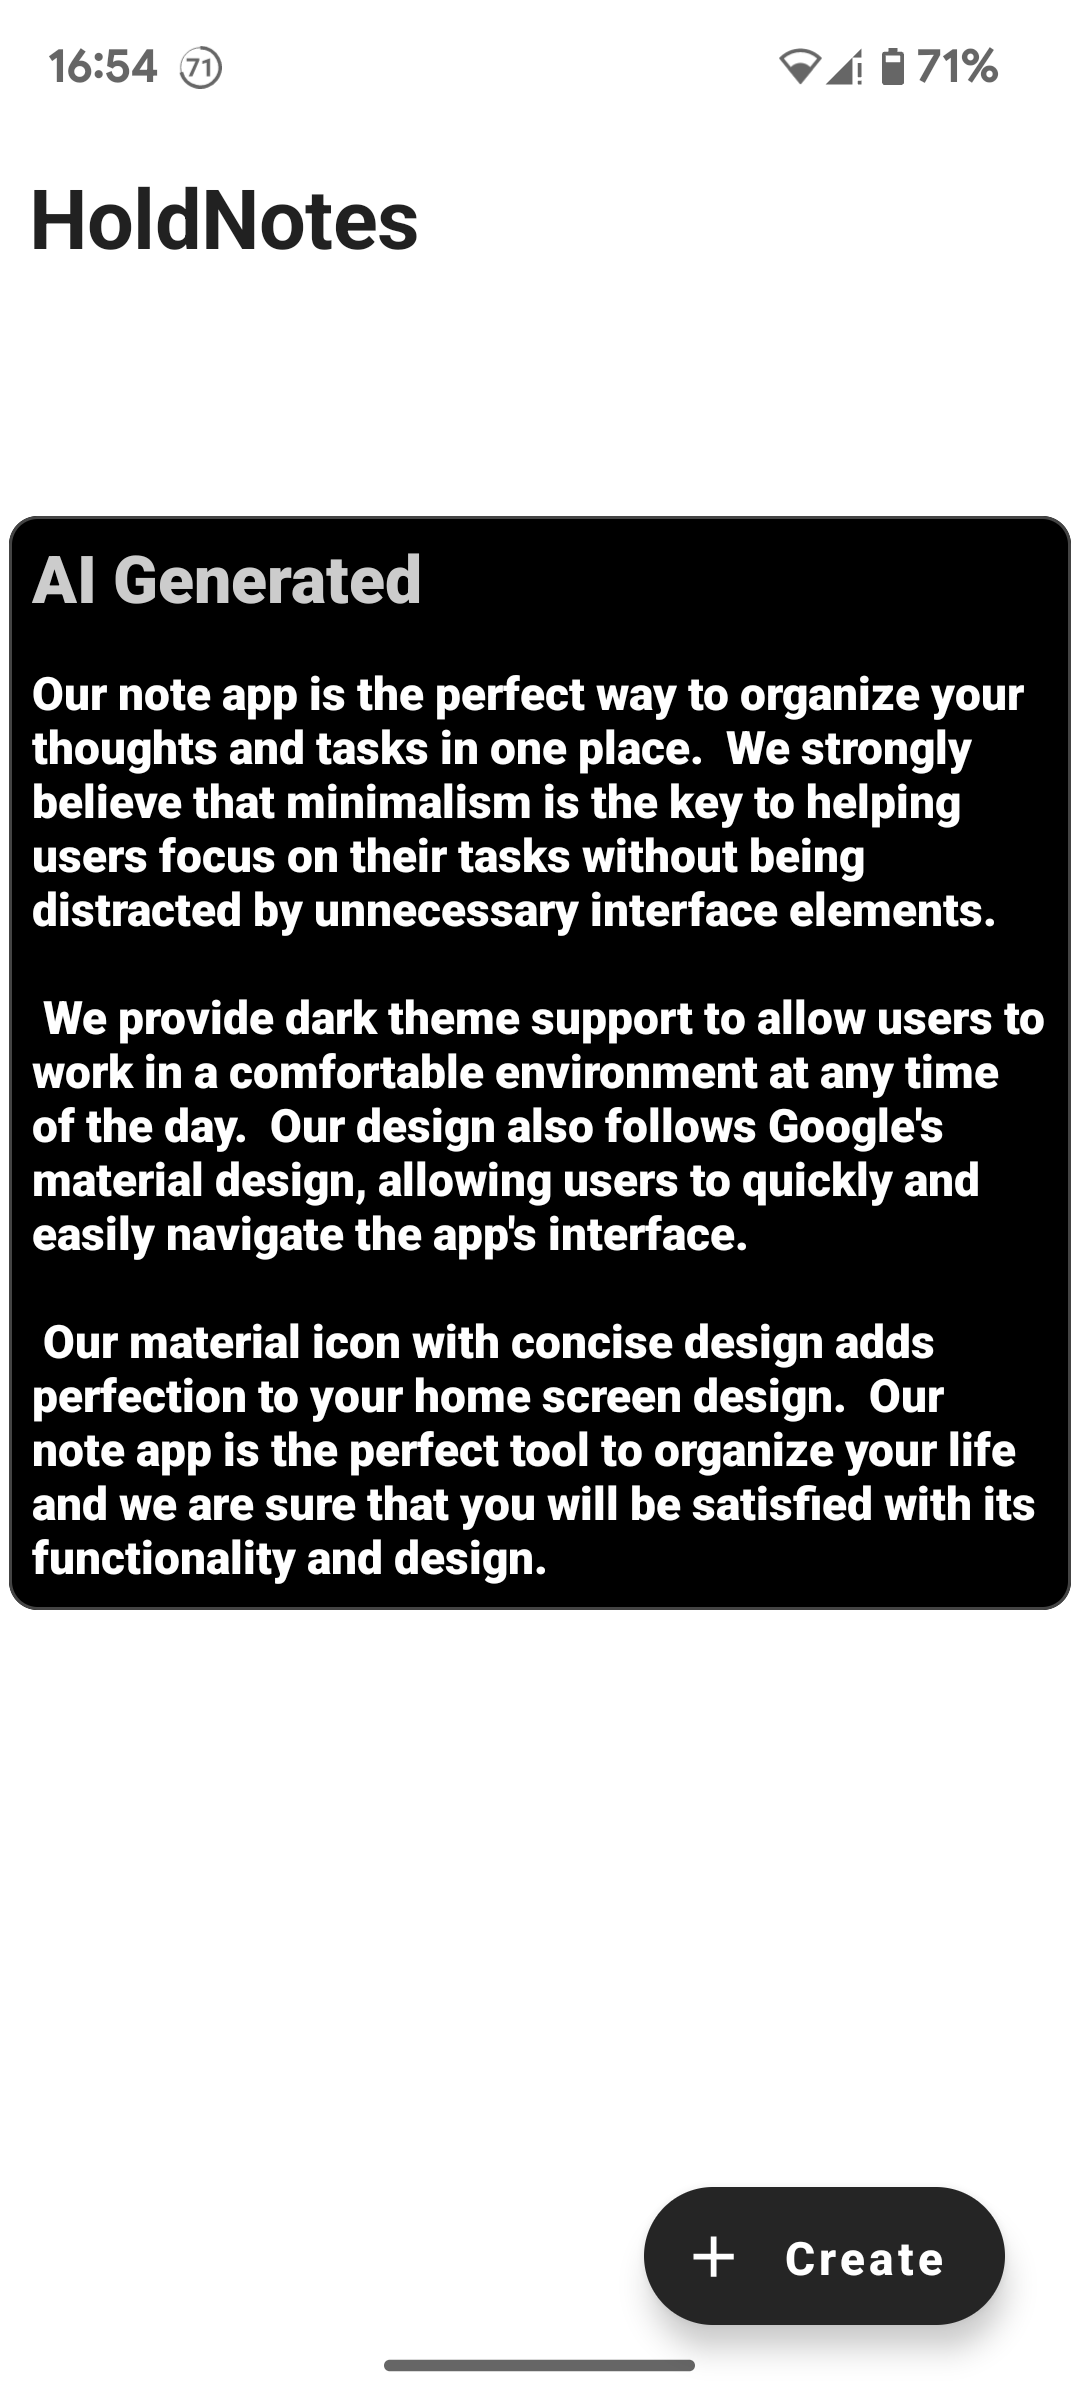 16:54 71 71%
HoldNotes
AI Generated
Our note app is the perfect way to organize your
thoughts and tasks in one place.  We strongly
believe that minimalism is the key to helping
users focus on their tasks without being
distracted by unnecessary interface elements.
We provide dark theme support to allow users to
work in a comfortable environment at any time
of the day.  Our design also follows Google's
material design, allowing users to quickly and
easily navigate the app's interface.
Our material icon with concise design adds
perfection to your home screen design.  Our
note app is the perfect tool to organize your life
and we are sure that you will be satisfied with its
functionality and design.
+ Create